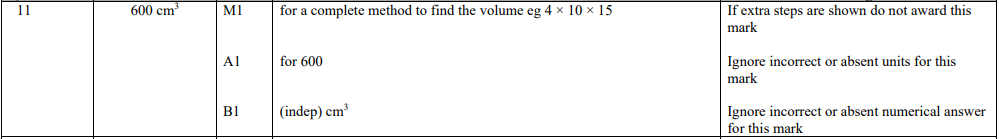 11 600 cm³ M1 for a complete method to find the volume eg 4 × 10 × 15 If extra steps are shown do not award this
mark
A1 for 600 Ignore incorrect or absent units for this
mark
B1 (indep) cm³ Ignore incorrect or absent numerical answer
for this mark